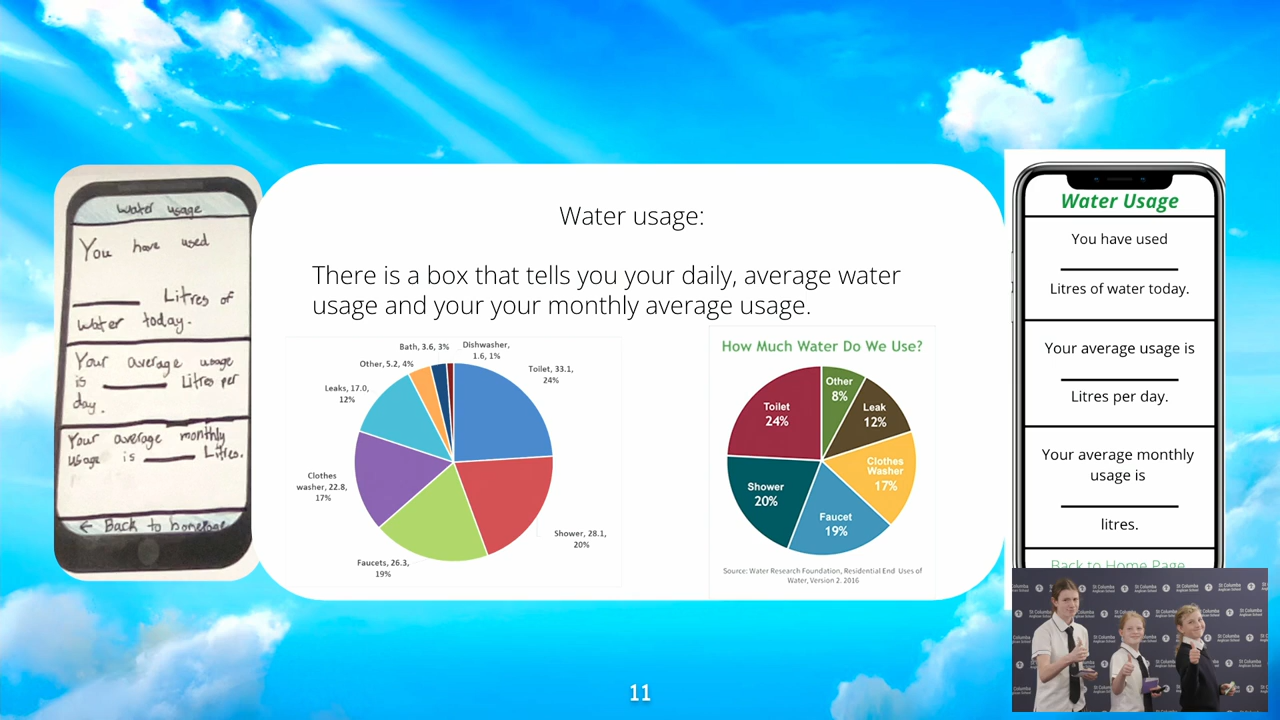 Water usage
You have used
Litres of
water today.
Your average usage
is Litres per
day.
Your average monthly
usage is Litres.
← Back to homepage
Water usage:
There is a box that tells you your daily, average water
usage and your your monthly average usage.
Bath, 3.6, 3%
Dishwasher,
1.6, 1%
Other, 5.2, 4%
Toilet, 33.1,
24%
Leaks, 17.0,
12%
Clothes
washer, 22.8,
17%
Shower, 28.1,
20%
Faucets, 26.3,
19%
How Much Water Do We Use?
Other
8%
Toilet
24%
Leak
12%
Clothes
Washer
17%
Shower
20%
Faucet
19%
Source: Water Research Foundation, Residential End Uses of
Water, Version 2. 2016
Water Usage
You have used
Litres of water today.
Your average usage is
Litres per day.
Your average monthly
usage is
litres.
Back to Home Page
St Columba
Anglican School
11